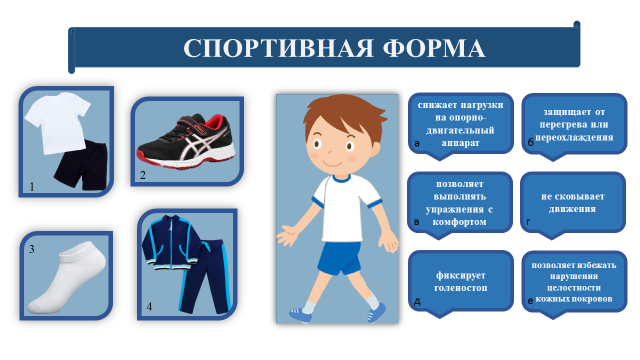 СПОРТИВНАЯ ФОРМА
1
2
3
4
снижает нагрузки
на опорно-
двигательный
аппарат
а
защищает от
перегрева или
переохлаждения
б
позволяет
выполнять
упражнения с
комфортом
в
не сковывает
движения
г
фиксирует
голеностоп
д
позволяет избежать
нарушения
целостности
кожных покровов
е